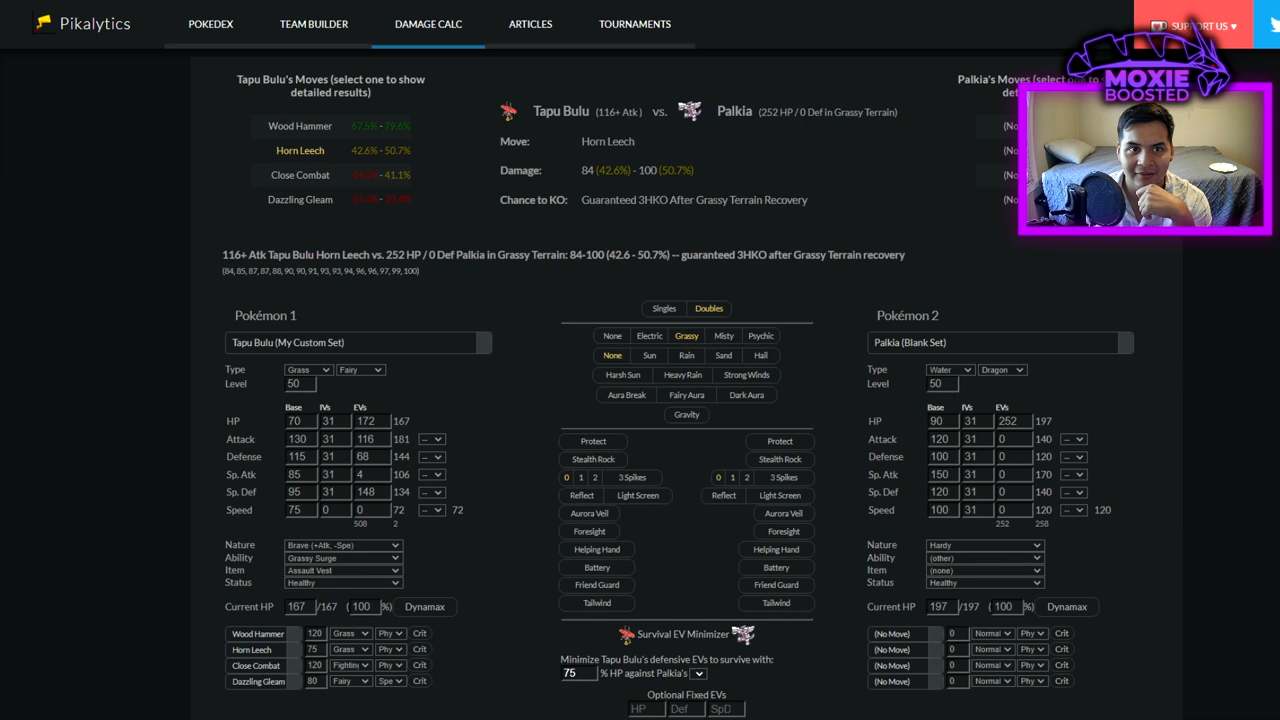 Pikalytics
POKEDEX TEAM BUILDER DAMAGE CALC ARTICLES TOURNAMENTS
SUPPORT US ♥
MOXIE
BOOSTED
Tapu Bulu's Moves (select one to show
detailed results)
Wood Hammer 67.5% - 79.6%
Horn Leech 42.6% - 50.7%
Close Combat - 41.1%
Dazzling Gleam
Tapu Bulu (116+ Atk) vs. Palkia (252 HP / 0 Def in Grassy Terrain)
Move: Horn Leech
Damage: 84 (42.6%) - 100 (50.7%)
Chance to KO: Guaranteed 3HKO After Grassy Terrain Recovery
Palkia's Moves (select one to
(No
(No
(No
(No
116+ Atk Tapu Bulu Horn Leech vs. 252 HP / 0 Def Palkia in Grassy Terrain: 84-100 (42.6 - 50.7%) -- guaranteed 3HKO after Grassy Terrain recovery
(84, 85, 87, 87, 88, 90, 90, 91, 93, 93, 94, 96, 96, 97, 99, 100)
Pokémon 1
Tapu Bulu (My Custom Set)
Type Grass Fairy
Level 50
Base IVs EVs
HP 70 31 172 167
Attack 130 31 116 181 --
Defense 115 31 68 144 --
Sp. Atk 85 31 4 106 --
Sp. Def 95 31 148 134 --
Speed 75 0 0 72 -- 72
508 2
Nature Brave (+Atk, -Spe)
Ability Grassy Surge
Item Assault Vest
Status Healthy
Current HP 167 /167 ( 100 %) Dynamax
Wood Hammer 120 Grass Phy Crit
Horn Leech 75 Grass Phy Crit
Close Combat 120 Fighting Phy Crit
Dazzling Gleam 80 Fairy Spe Crit
Singles Doubles
None Electric Grassy Misty Psychic
None Sun Rain Sand Hail
Harsh Sun Heavy Rain Strong Winds
Aura Break Fairy Aura Dark Aura
Gravity
Protect Protect
Stealth Rock Stealth Rock
0 1 2 3 Spikes 0 1 2 3 Spikes
Reflect Light Screen Reflect Light Screen
Aurora Veil Aurora Veil
Foresight Foresight
Helping Hand Helping Hand
Battery Battery
Friend Guard Friend Guard
Tailwind Tailwind
Survival EV Minimizer
Minimize Tapu Bulu's defensive EVs to survive with:
75 % HP against Palkia's
Optional Fixed EVs
HP Def SpD
Pokémon 2
Palkia (Blank Set)
Type Water Dragon
Level 50
Base IVs EVs
HP 90 31 252 197
Attack 120 31 0 140 --
Defense 100 31 0 120 --
Sp. Atk 150 31 0 170 --
Sp. Def 120 31 0 140 --
Speed 100 31 0 120 -- 120
252 258
Nature Hardy
Ability (other)
Item (none)
Status Healthy
Current HP 197 /197 ( 100 %) Dynamax
(No Move) 0 Normal Phy Crit
(No Move) 0 Normal Phy Crit
(No Move) 0 Normal Phy Crit
(No Move) 0 Normal Phy Crit